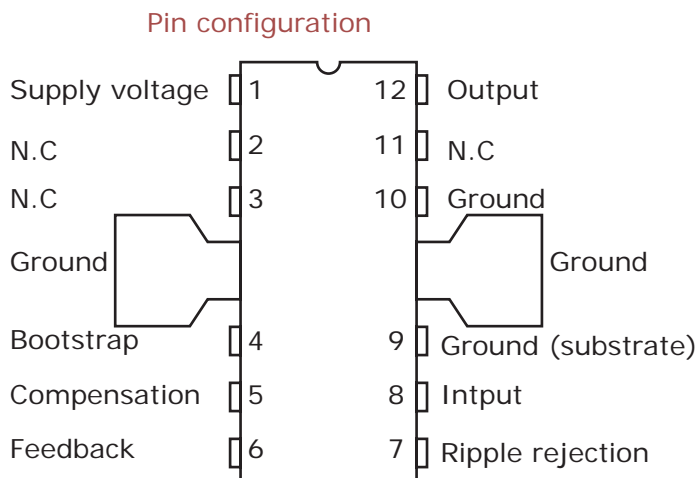 Pin configuration
Supply voltage 1 12 Output
N.C 2 11 N.C
N.C 3 10 Ground
Ground Ground
Bootstrap 4 9 Ground (substrate)
Compensation 5 8 Intput
Feedback 6 7 Ripple rejection